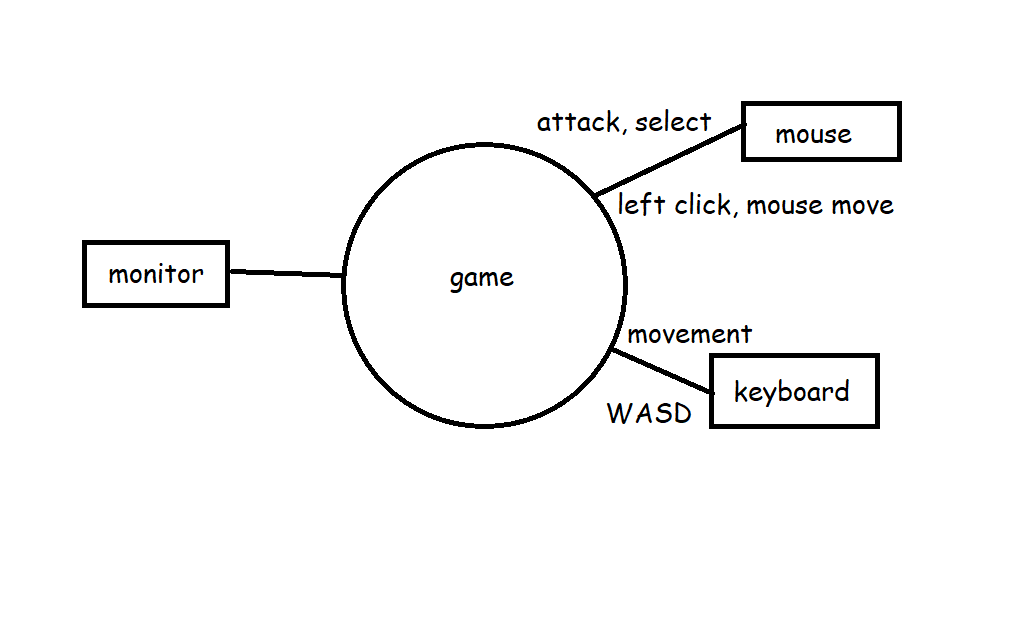 attack, select
mouse
left click, mouse move
monitor
game
movement
keyboard
WASD